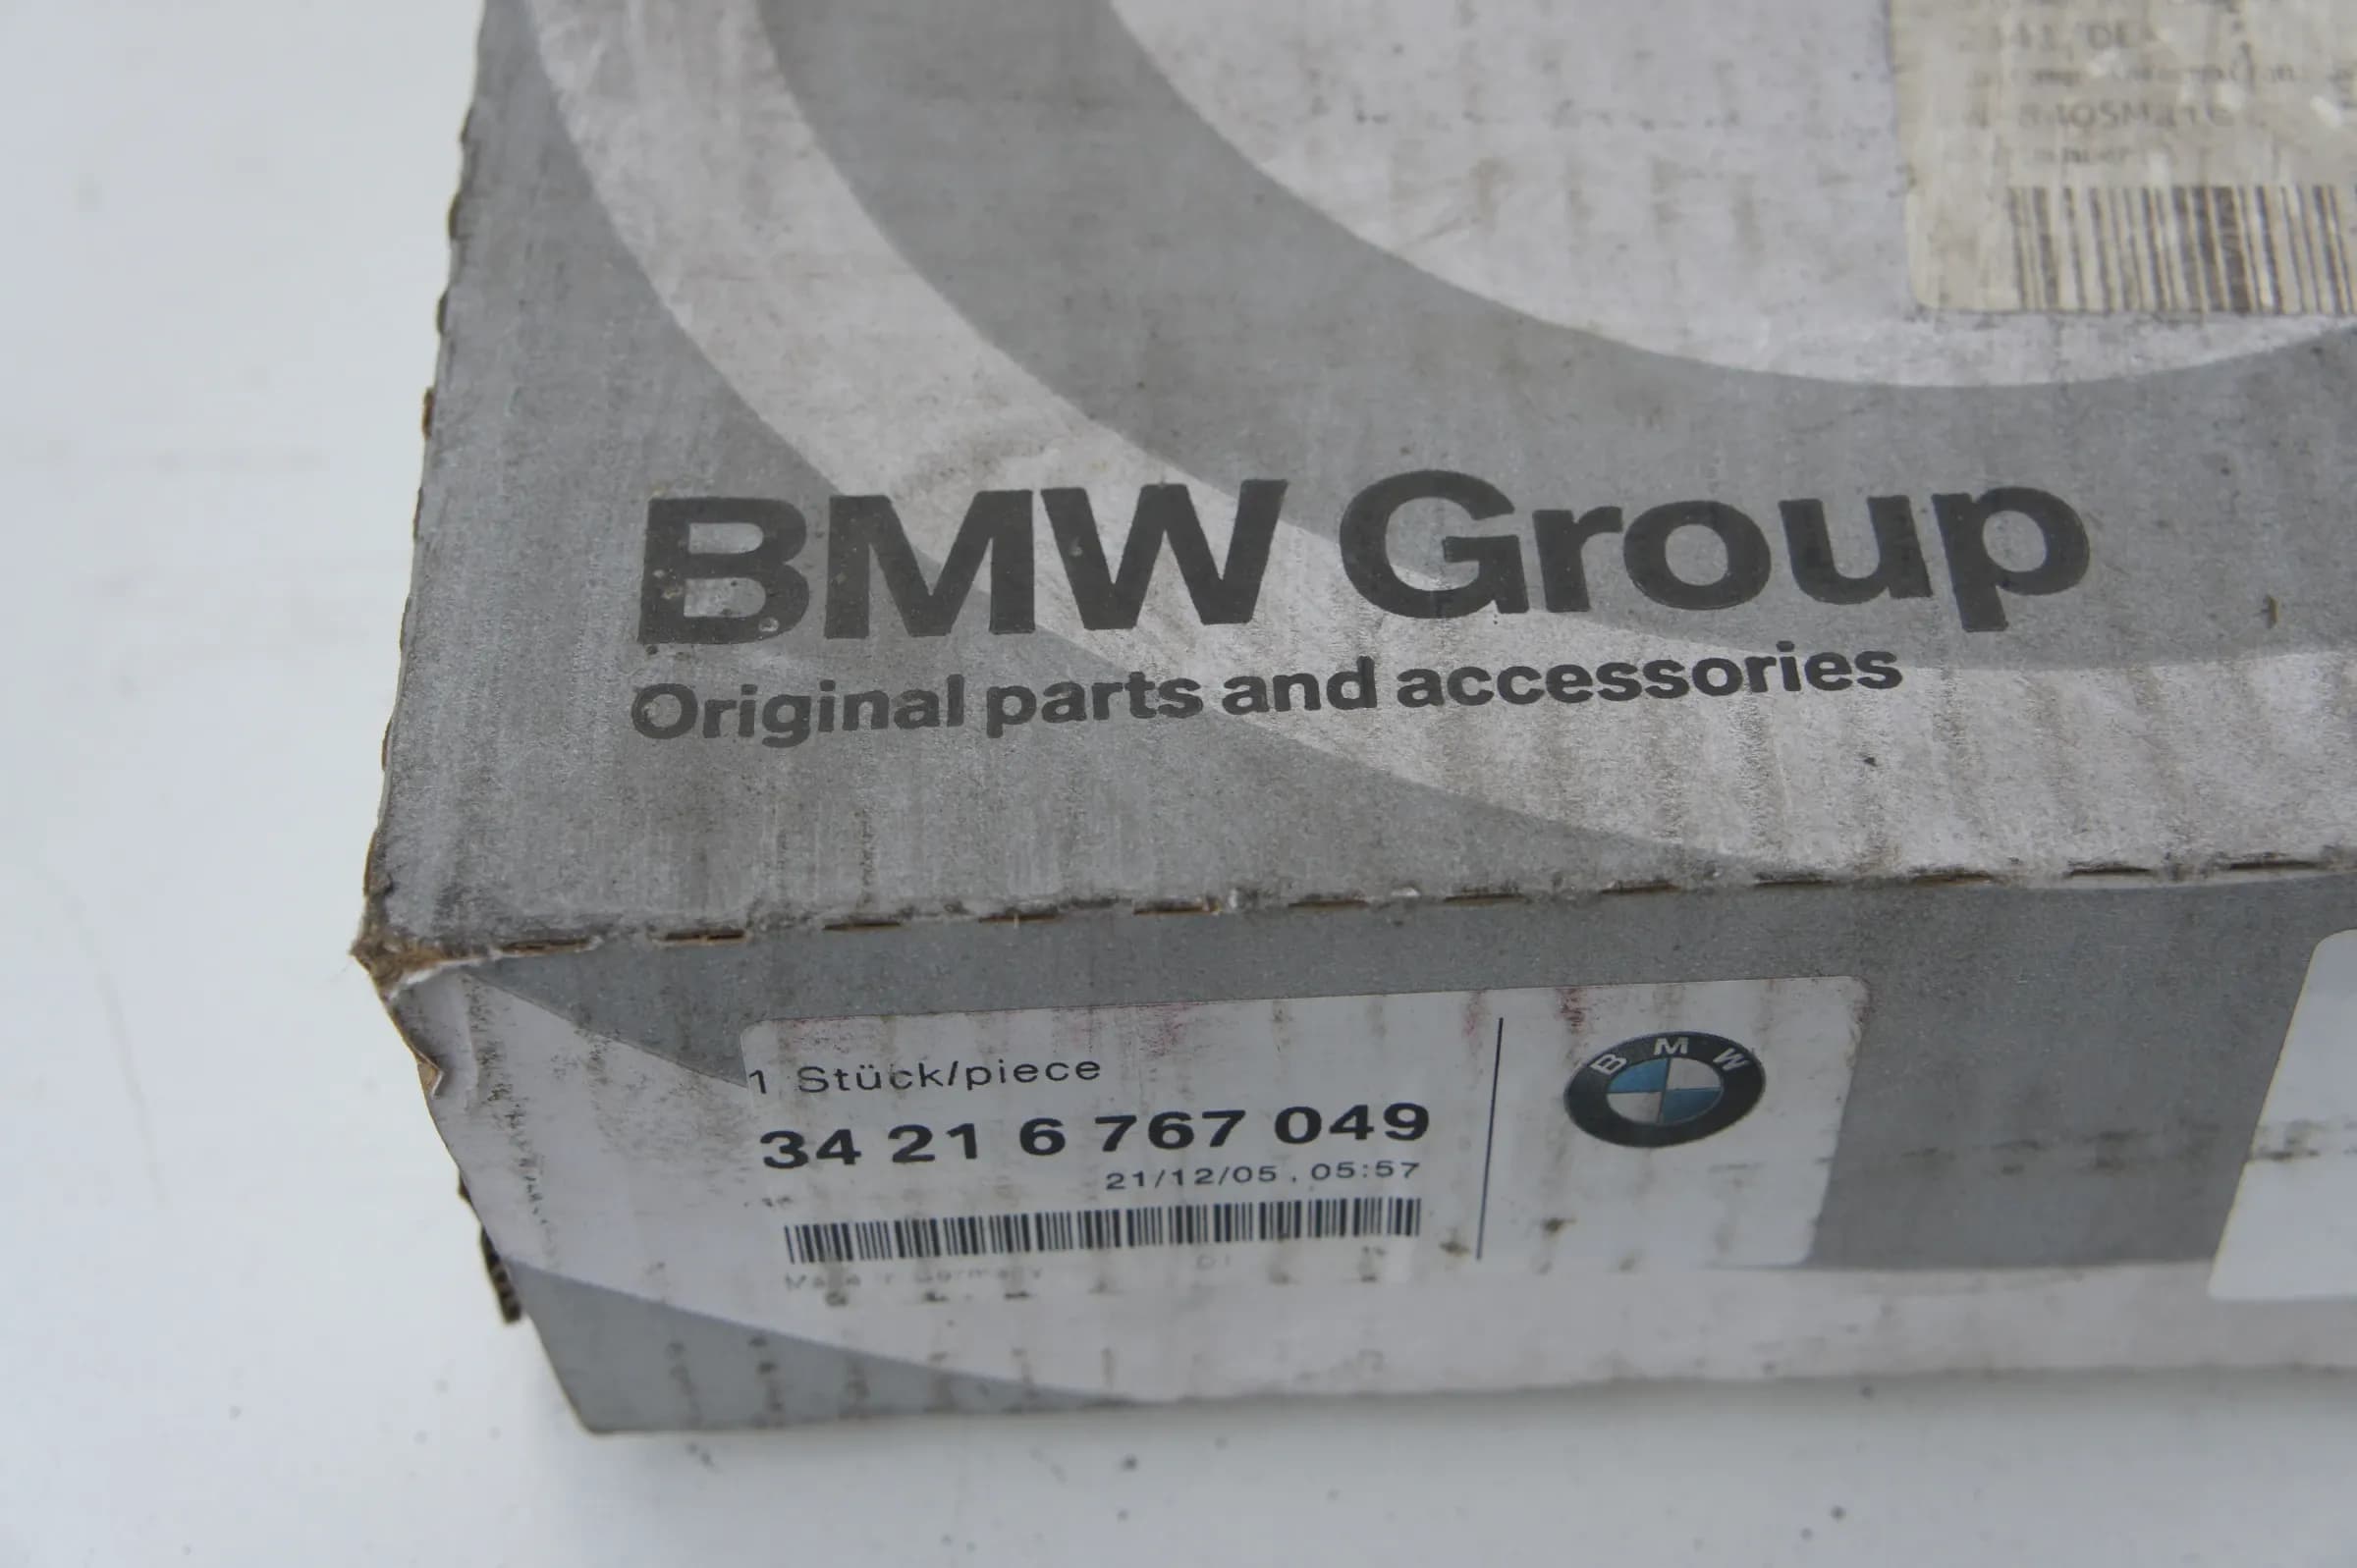 BMW Group
Original parts and accessories
1 Stück/piece
34 21 6 767 049
21/12/05 . 05:57
BMW